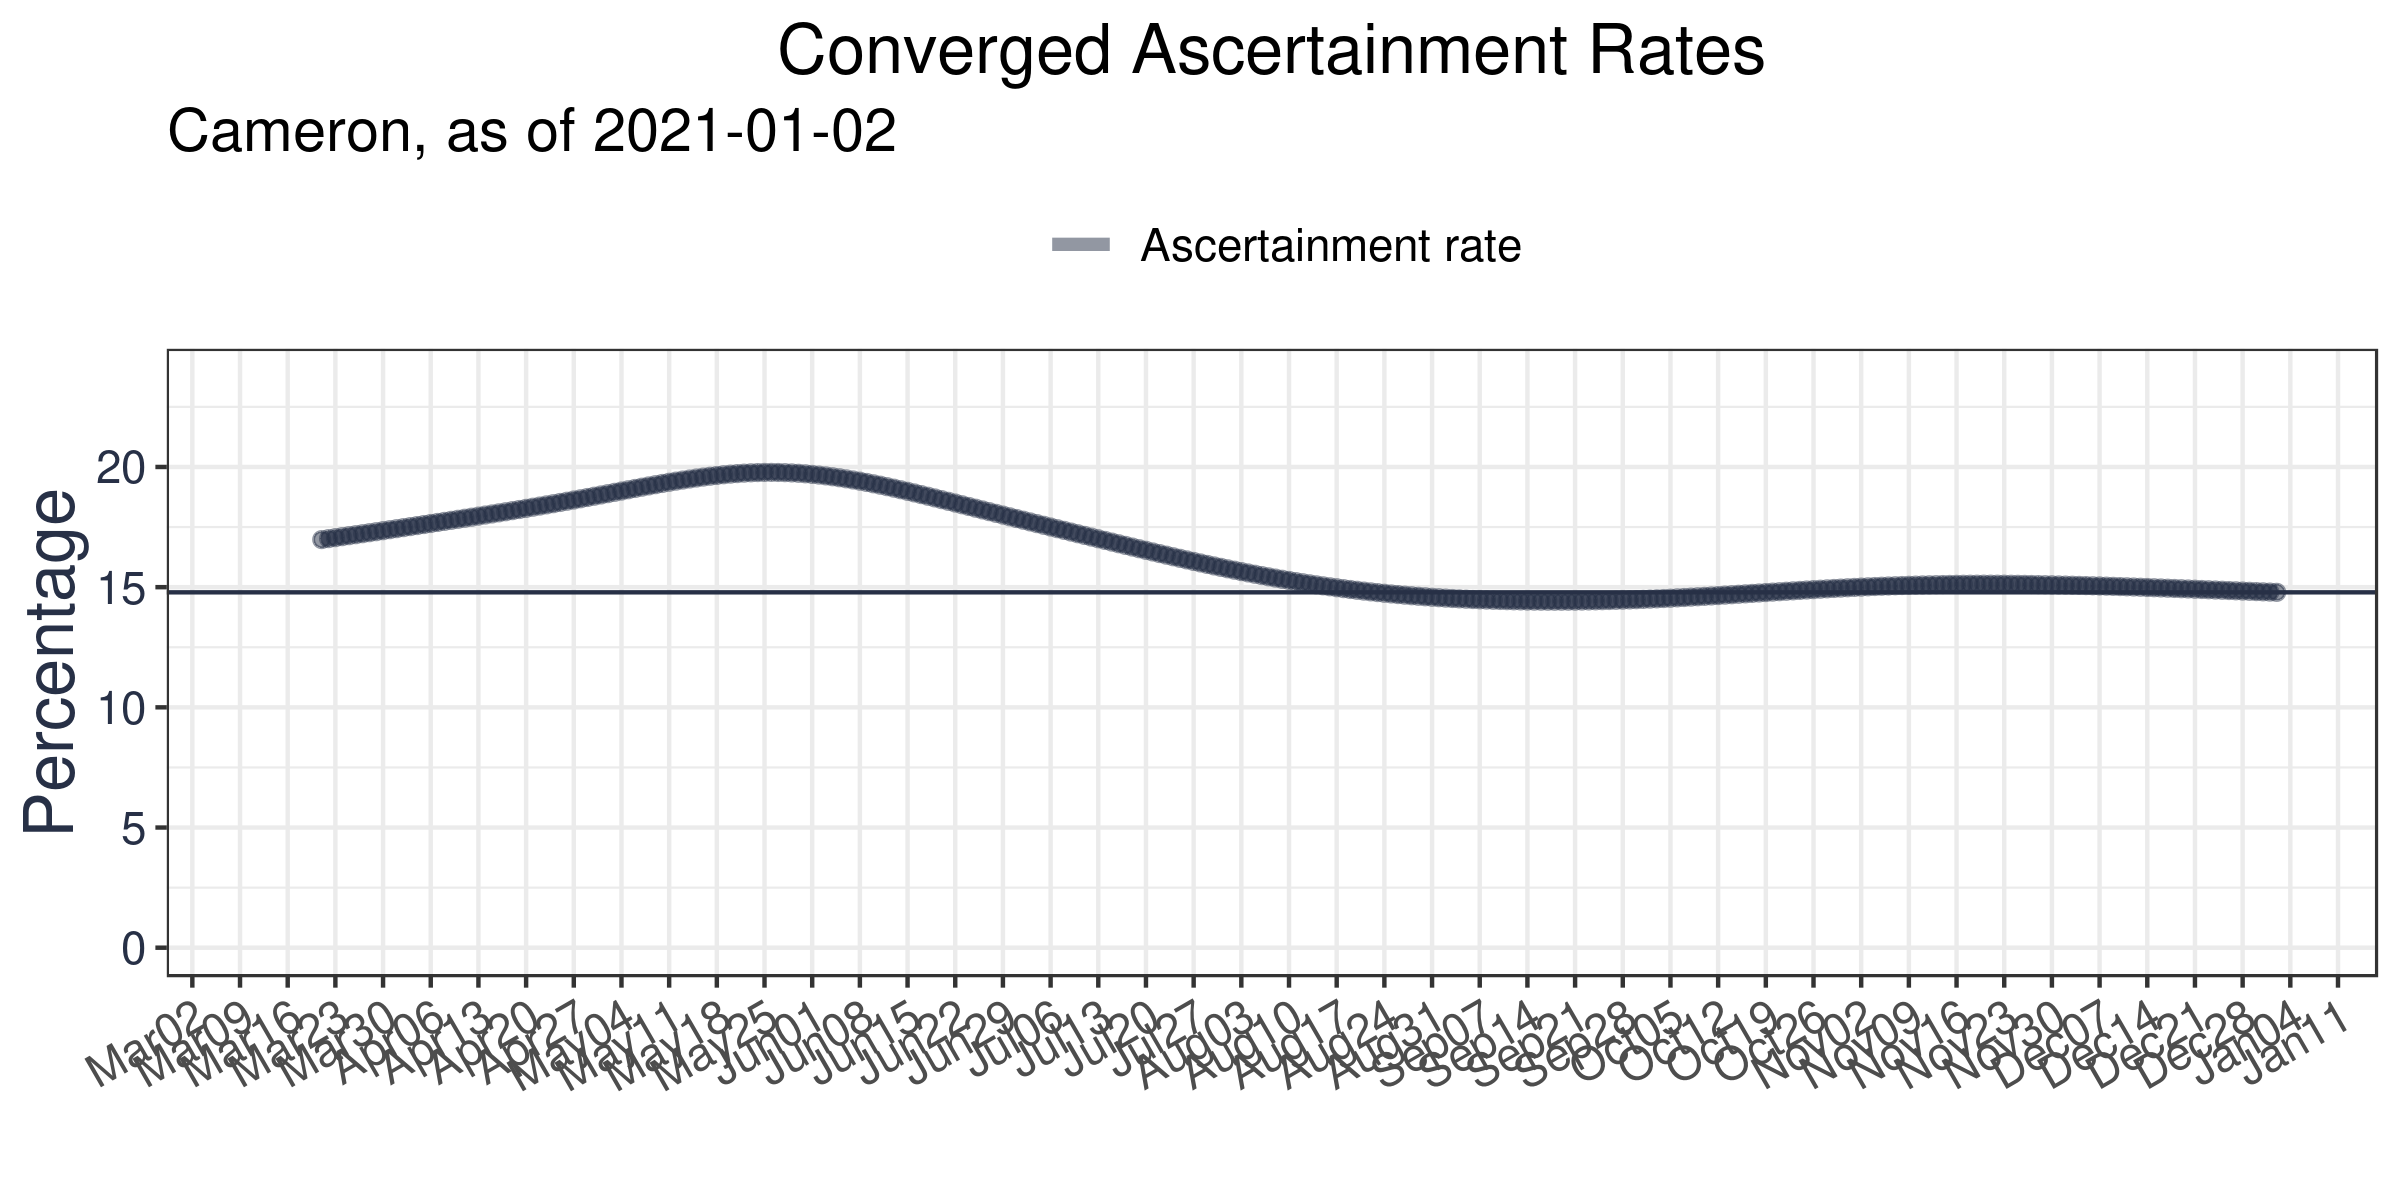 Converged Ascertainment Rates
Cameron, as of 2021-01-02
Ascertainment rate
Percentage
20
15
10
5
0
Mar02
Mar09
Mar16
Mar23
Mar30
Apr06
Apr13
Apr20
Apr27
May04
May11
May18
May25
Jun01
Jun08
Jun15
Jun22
Jun29
Jul06
Jul13
Jul20
Jul27
Aug03
Aug10
Aug17
Aug24
Aug31
Sep07
Sep14
Sep21
Sep28
Oct05
Oct12
Oct19
Oct26
Nov02
Nov09
Nov16
Nov23
Nov30
Dec07
Dec14
Dec21
Dec28
Jan04
Jan11